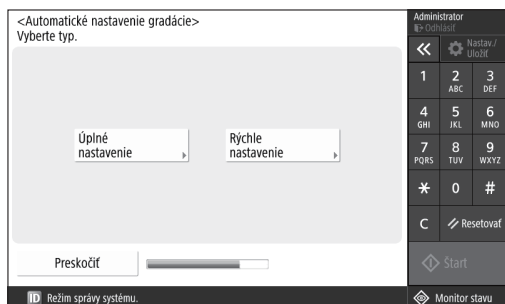 <Automatické nastavenie gradácie>
Vyberte typ.
Úplné
nastavenie
Rýchle
nastavenie
Preskočiť
ID Režim správy systému.
Administrator
Odhlásiť
Nastav./
Uložiť
1
2
ABC
3
DEF
4
GHI
5
JKL
6
MNO
7
PQRS
8
TUV
9
WXYZ
*
0
#
C
Resetovať
Štart
Monitor stavu